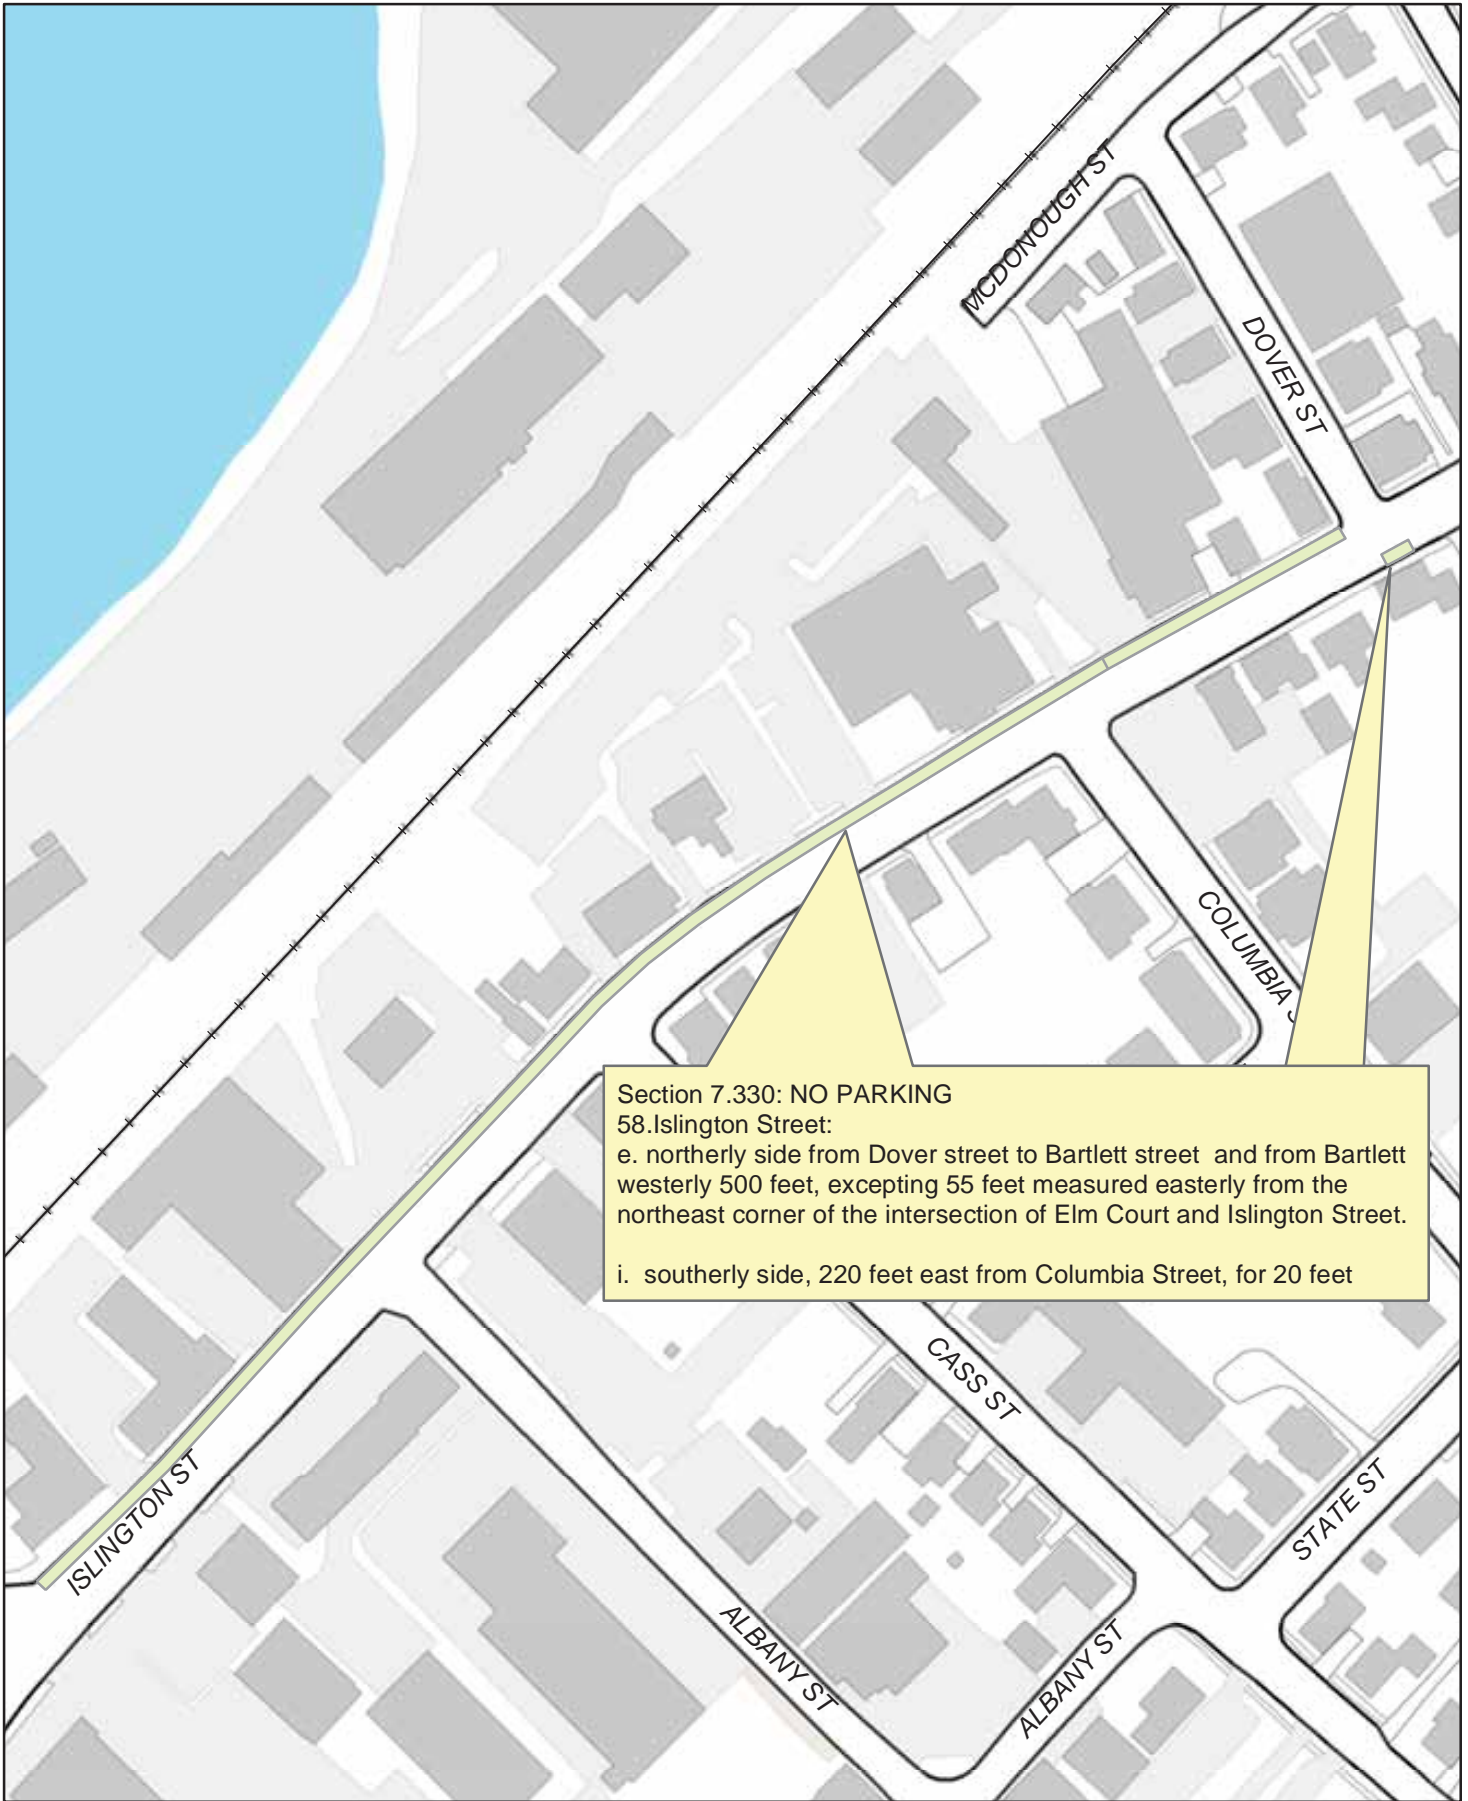 MCDONOUGH ST
DOVER ST
COLUMBIA
Section 7.330: NO PARKING
58.Islington Street:
e. northerly side from Dover street to Bartlett street  and from Bartlett
westerly 500 feet, excepting 55 feet measured easterly from the
northeast corner of the intersection of Elm Court and Islington Street.
i.  southerly side, 220 feet east from Columbia Street, for 20 feet
CASS ST
ISLINGTON ST
STATE ST
ALBANY ST
ALBANY ST